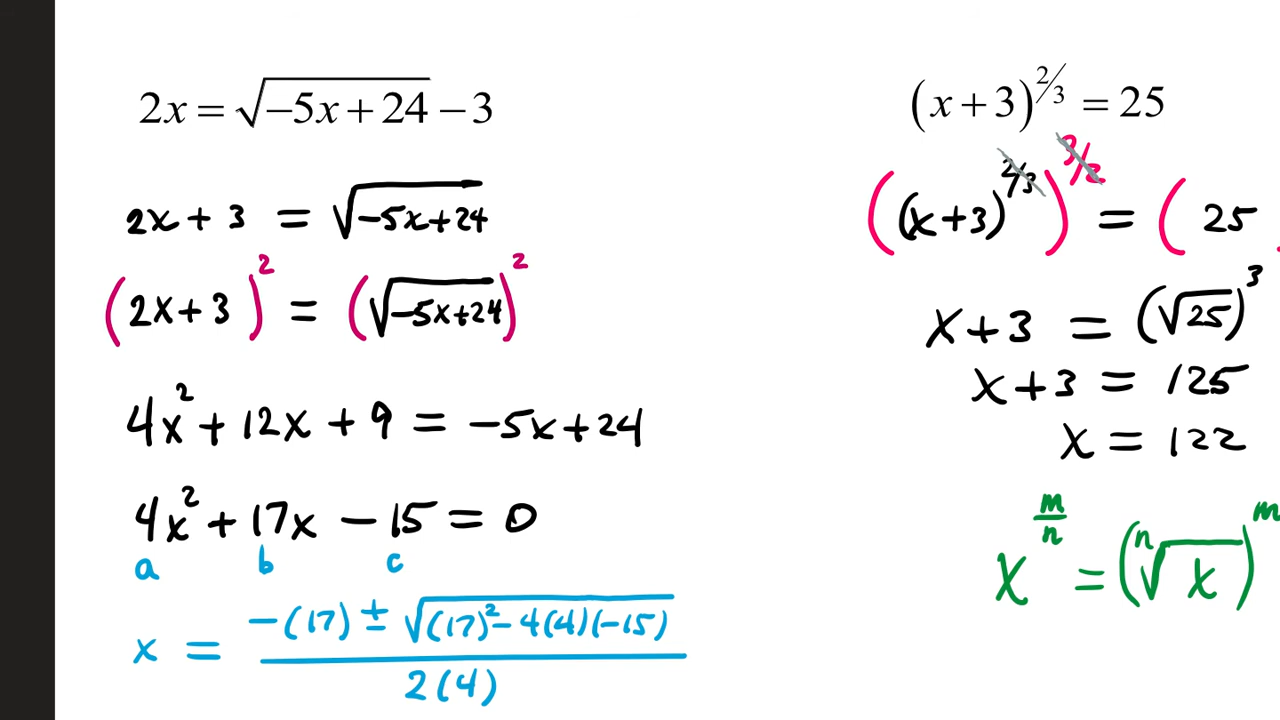 2x = √(-5x + 24) - 3
2x + 3 = √(-5x+24)
(2x+3)² = (√(-5x+24))²
4x² + 12x + 9 = -5x+24
4x² + 17x - 15 = 0
a b c
x = (-(17) ± √((17)² - 4(4)(-15))) / 2(4)
(x + 3)^(2/3) = 25
((x+3)^(2/3))^(3/2) = (25
x+3 = (√25)³
x+3 = 125
x = 122
x^(m/n) = (ⁿ√x)^m